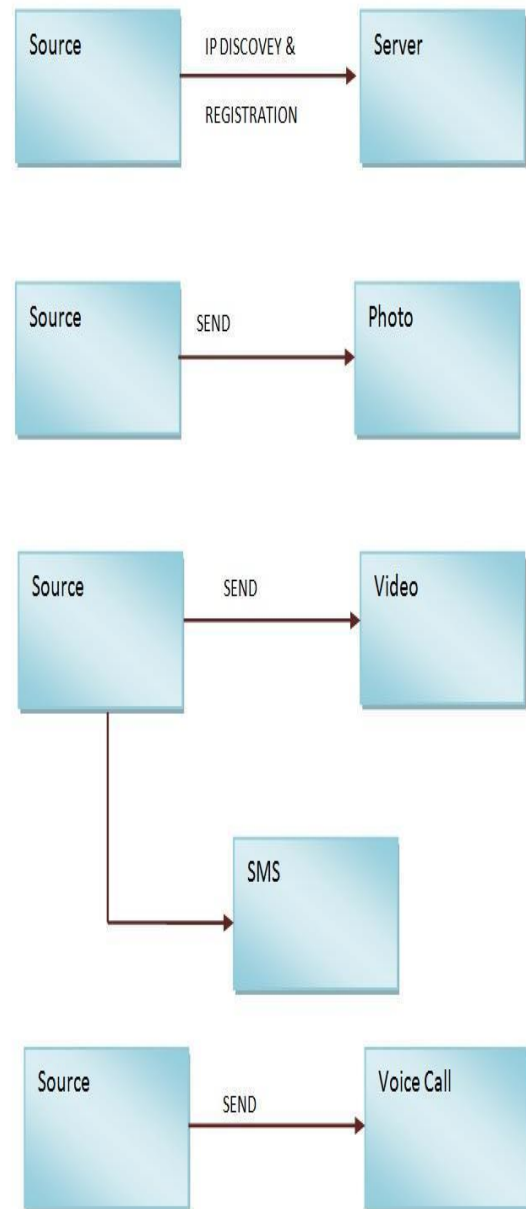 Source
IP DISCOVEY &
REGISTRATION
Server
Source
SEND
Photo
Source
SEND
Video
SMS
Source
SEND
Voice Call